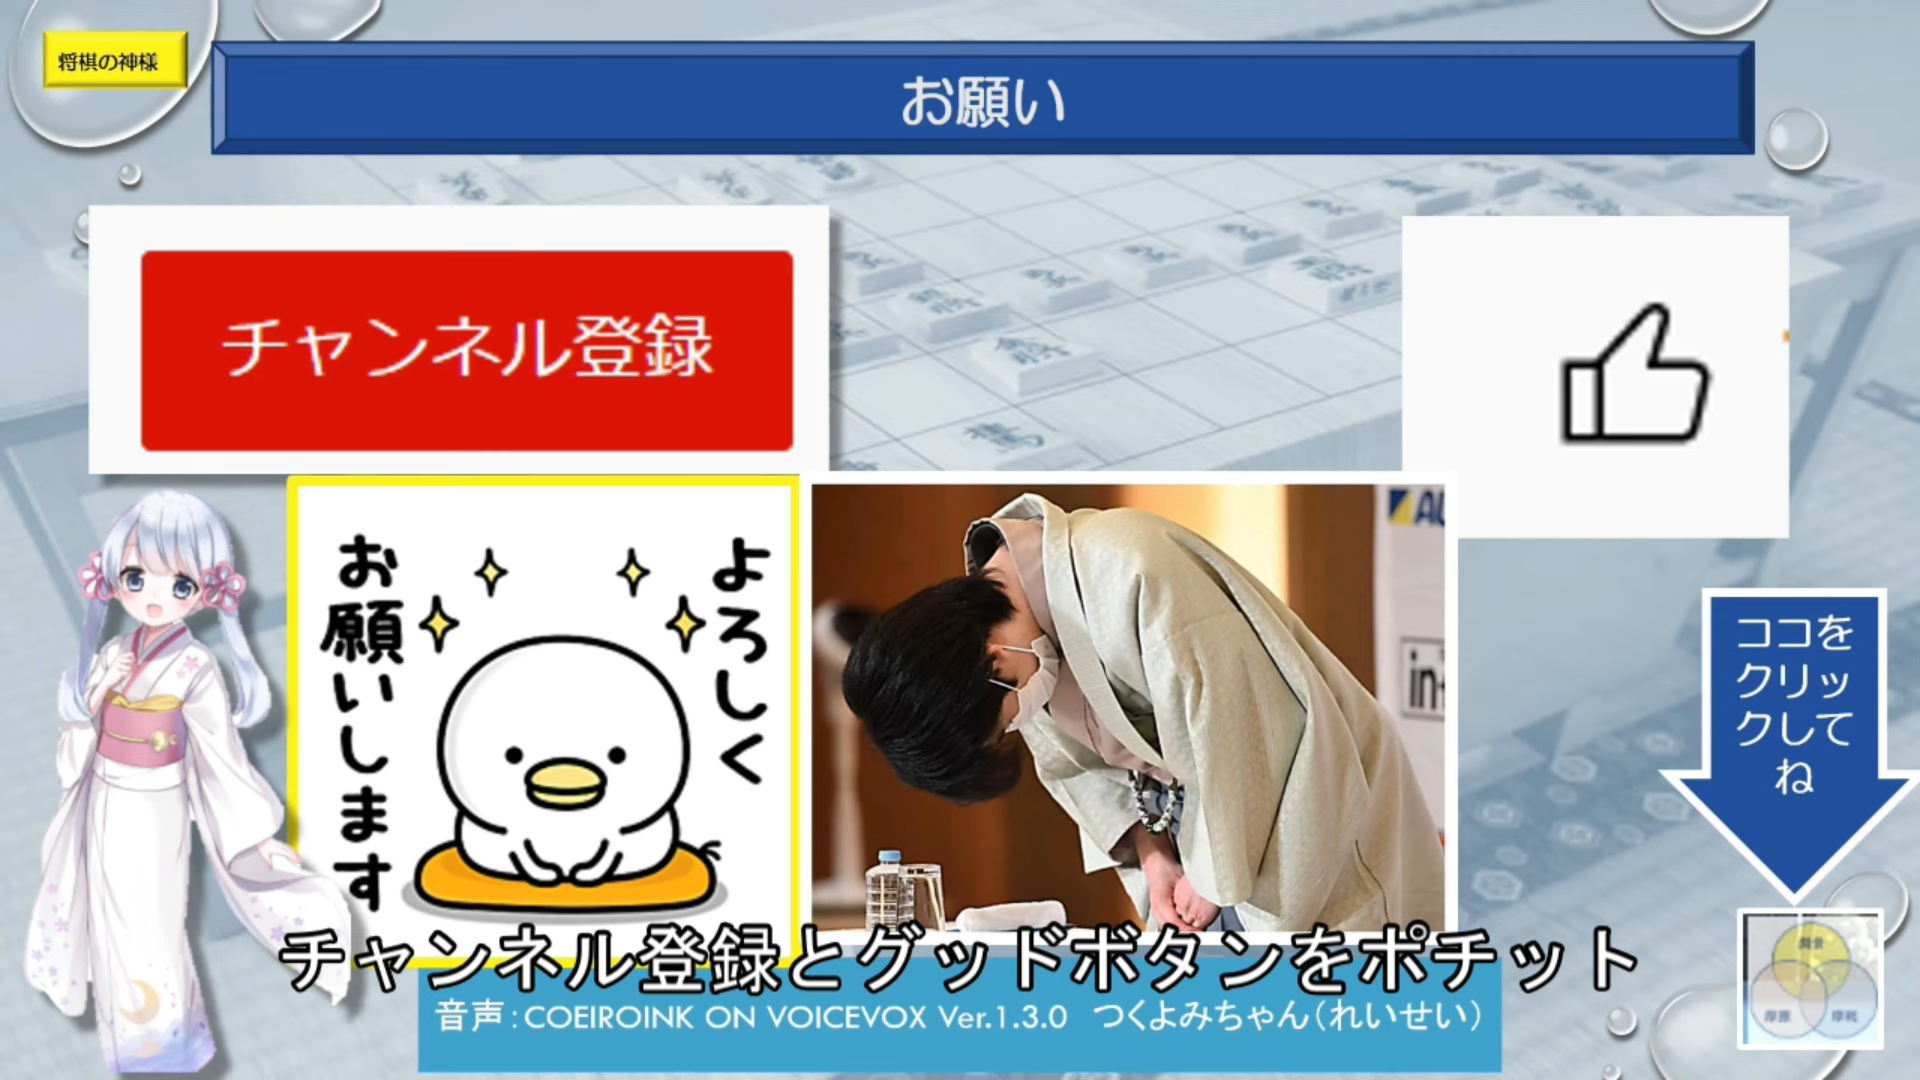 将棋の神様
お願い
チャンネル登録
よろしく
お願いします
ココを
クリッ
クして
ね
チャンネル登録とグッドボタンをポチット
音声:COEIROINK ON VOICEVOX Ver.1.3.0 つくよみちゃん(れいせい)